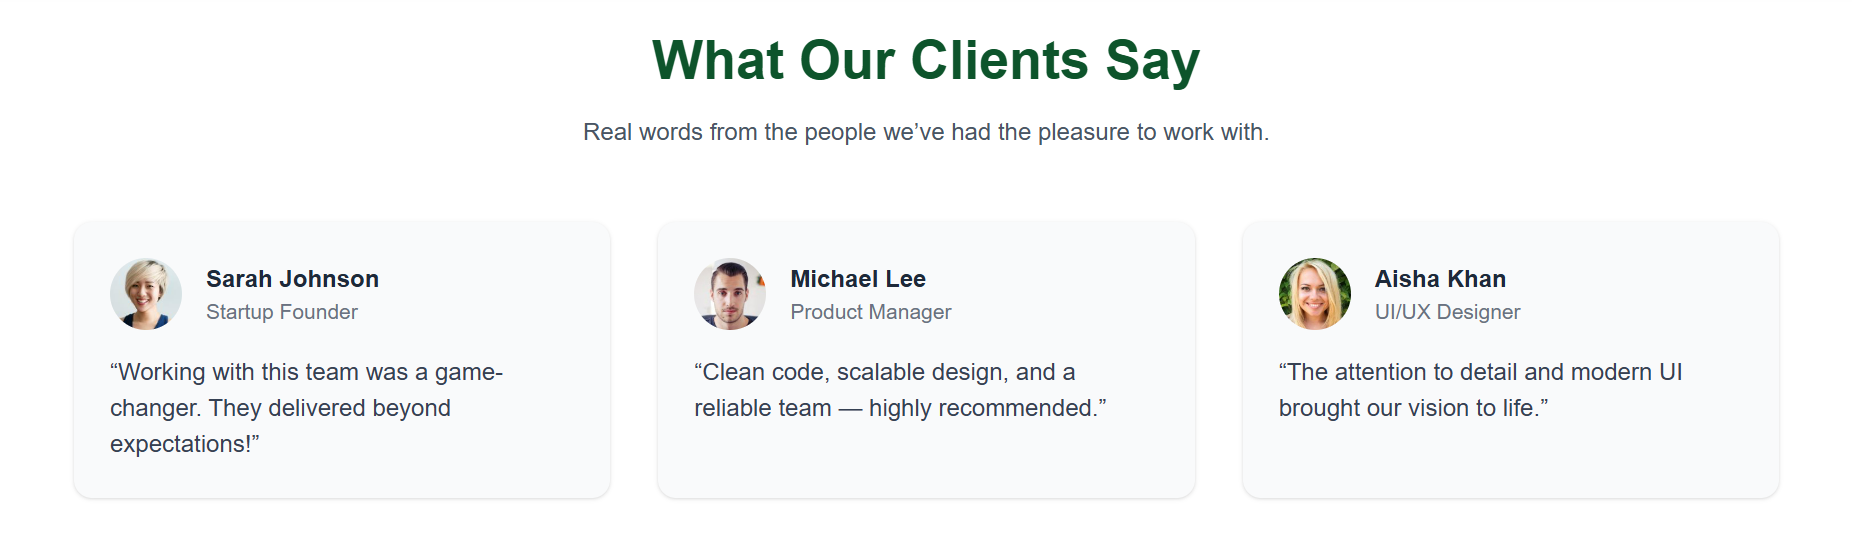 What Our Clients Say
Real words from the people we’ve had the pleasure to work with.
Sarah Johnson
Startup Founder
“Working with this team was a game-
changer. They delivered beyond
expectations!”
Michael Lee
Product Manager
“Clean code, scalable design, and a
reliable team — highly recommended.”
Aisha Khan
UI/UX Designer
“The attention to detail and modern UI
brought our vision to life.”